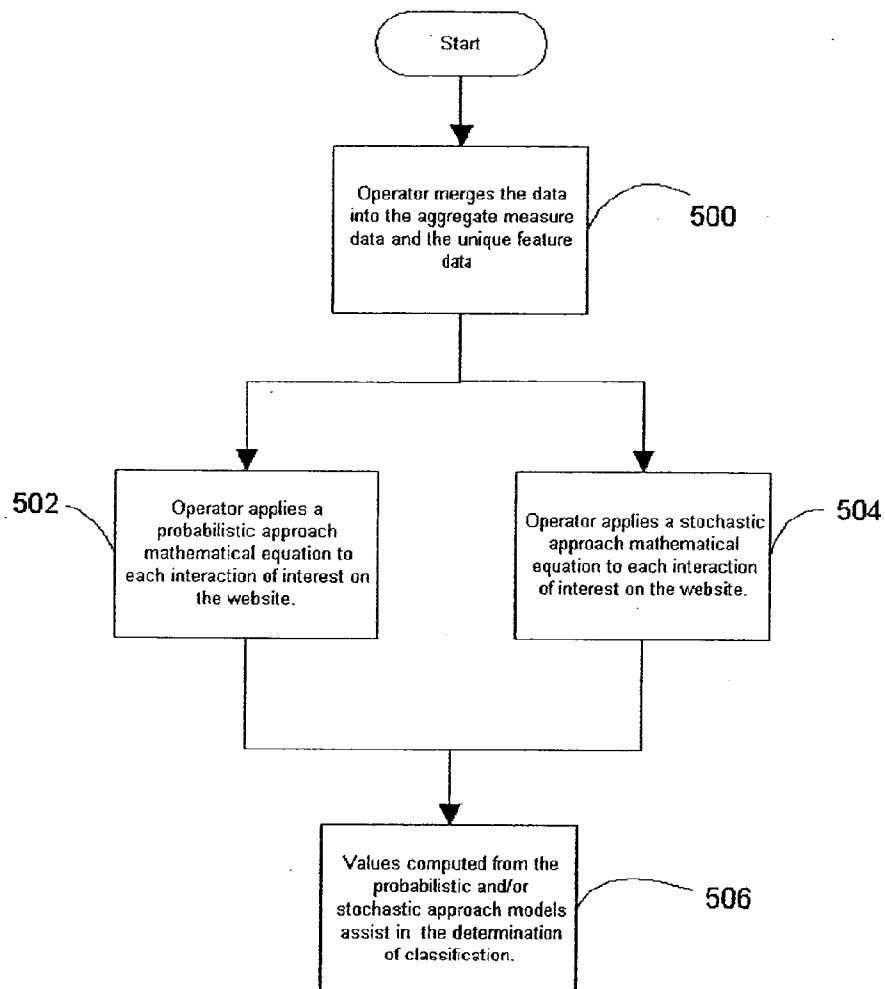 Start
Operator merges the data
into the aggregate measure
data and the unique feature
data
500
502
Operator applies a
probabilistic approach
mathematical equation to
each interaction of interest on
the website.
Operator applies a stochastic
approach mathematical
equation to each interaction
of interest on the website.
504
Values computed from the
probabilistic and/or
stochastic approach models
assist in the determination
of classification.
506